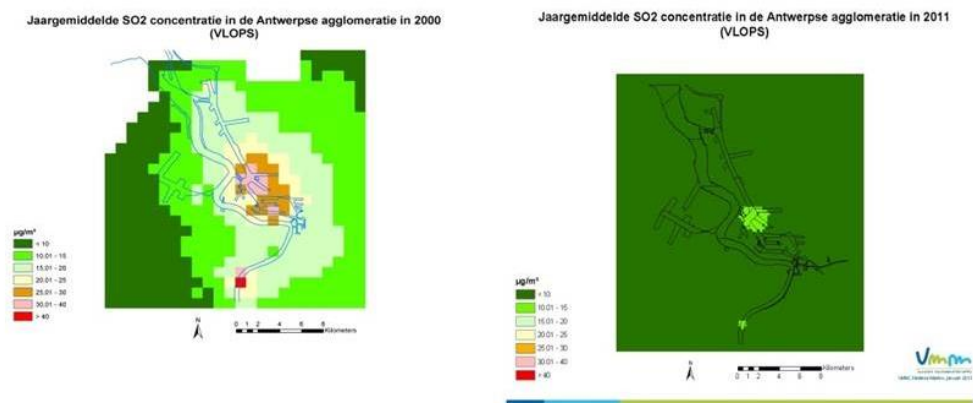 Jaargemiddelde SO2 concentratie in de Antwerpse agglomeratie in 2000
(VLOPS)
µg/m³
< 10
10,01 - 15
15,01 - 20
20,01 - 25
25,01 - 30
30,01 - 40
> 40
N
0 1 2 4 6 8
Kilometers
Jaargemiddelde SO2 concentratie in de Antwerpse agglomeratie in 2011
(VLOPS)
µg/m³
< 10
10.01 - 15
15.01 - 20
20.01 - 25
25.01 - 30
30.01 - 40
> 40
N
0 1 2 4 6 8
Kilometers
Vmm